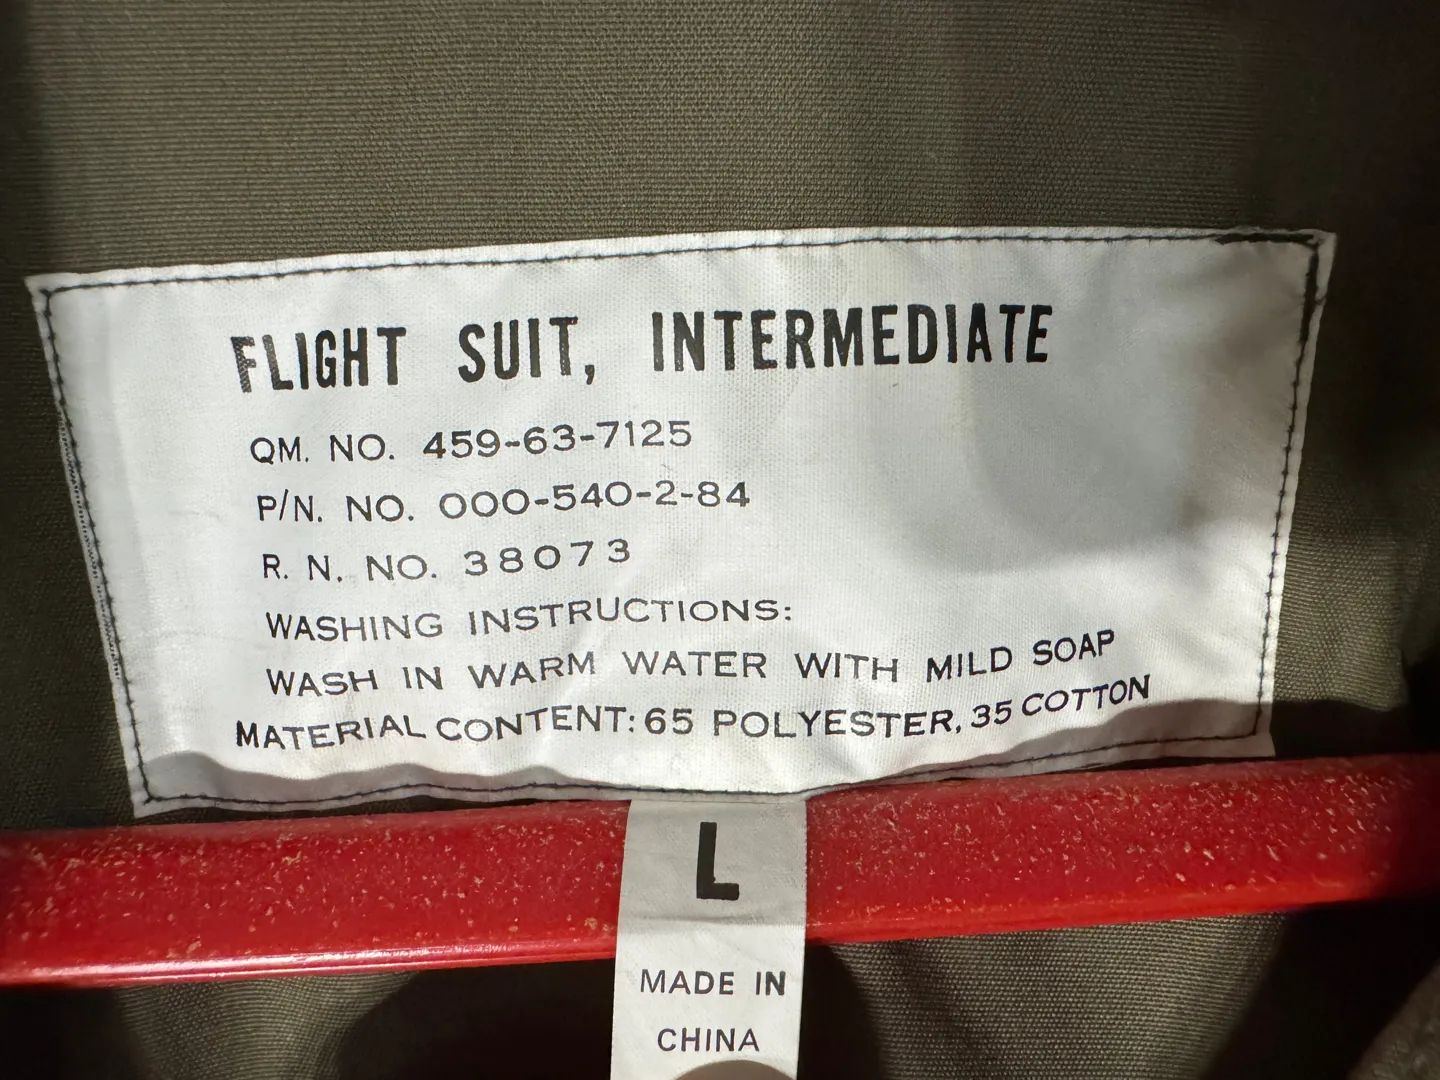 FLIGHT SUIT, INTERMEDIATE
QM. NO. 459-63-7125
P/N. NO. 000-540-2-84
R. N. NO. 38073
WASHING INSTRUCTIONS:
WASH IN WARM WATER WITH MILD SOAP
MATERIAL CONTENT: 65 POLYESTER, 35 COTTON
L
MADE IN
CHINA